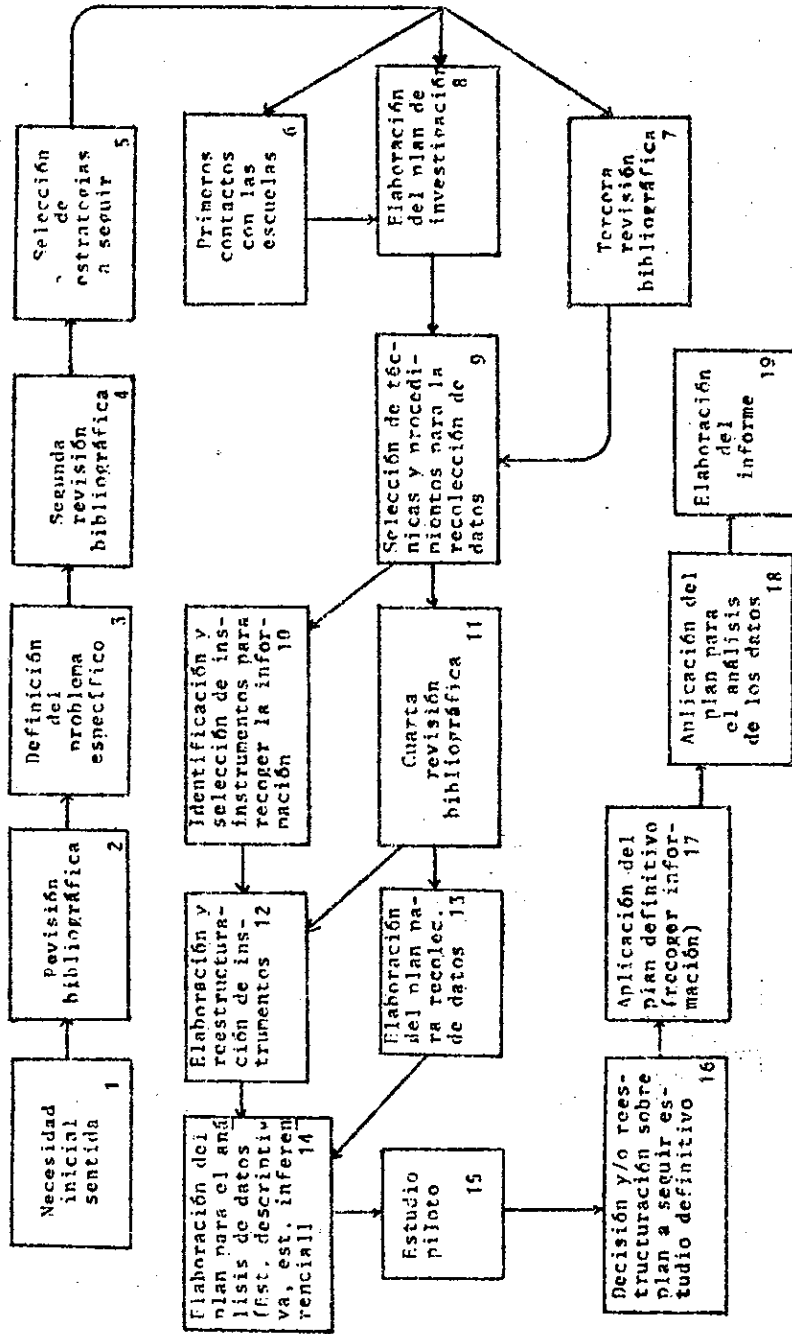 Necesidad
inicial
sentida
1
Revisión
bibliográfica
2
Definición
del
problema
específico
3
Segunda
revisión
bibliográfica
4
Selección
de
estrategias
a seguir
5
Primeros
contactos
con las
escuelas
6
Elaboración
del plan de
investigación
8
Tercera
revisión
bibliográfica
7
Selección de téc-
nicas y procedi-
mientos para la
recolección de
datos 9
Identificación y
selección de ins-
instrumentos para
recoger la infor-
mación 10
Cuarta
revisión
bibliográfica
11
Elaboración y
reestructura-
ción de ins-
trumentos 12
Elaboración
del plan pa-
ra recolec.
de datos 13
Elaboración del
plan para el aná
lisis de datos
(Est. descripti-
va, est. inferen
rencial) 14
Estudio
piloto
15
Decisión y/o rees-
tructuración sobre
plan a seguir es-
tudio definitivo
16
Aplicación del
plan definitivo
(recoger infor-
mación) 17
Aplicación del
plan para
el análisis
de los datos
18
Elaboración
del
informe
19